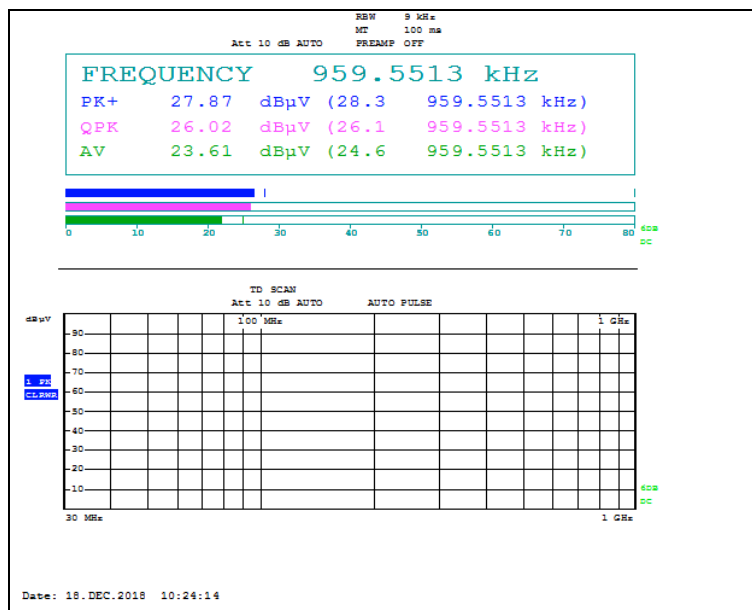 RBW 9 kHz
MT 100 ms
Att 10 dB AUTO PREAMP OFF
FREQUENCY 959.5513 kHz
PK+ 27.87 dBµV (28.3 959.5513 kHz)
QPK 26.02 dBµV (26.1 959.5513 kHz)
AV 23.61 dBµV (24.6 959.5513 kHz)
0 10 20 30 40 50 60 70 80
6DB
DC
TD SCAN
Att 10 dB AUTO AUTO PULSE
dBµV
100 MHz 1 GHz
90
80
70
1 PK
60
CLRWR
50
40
30
20
10
6DB
DC
30 MHz 1 GHz
Date: 18.DEC.2018 10:24:14